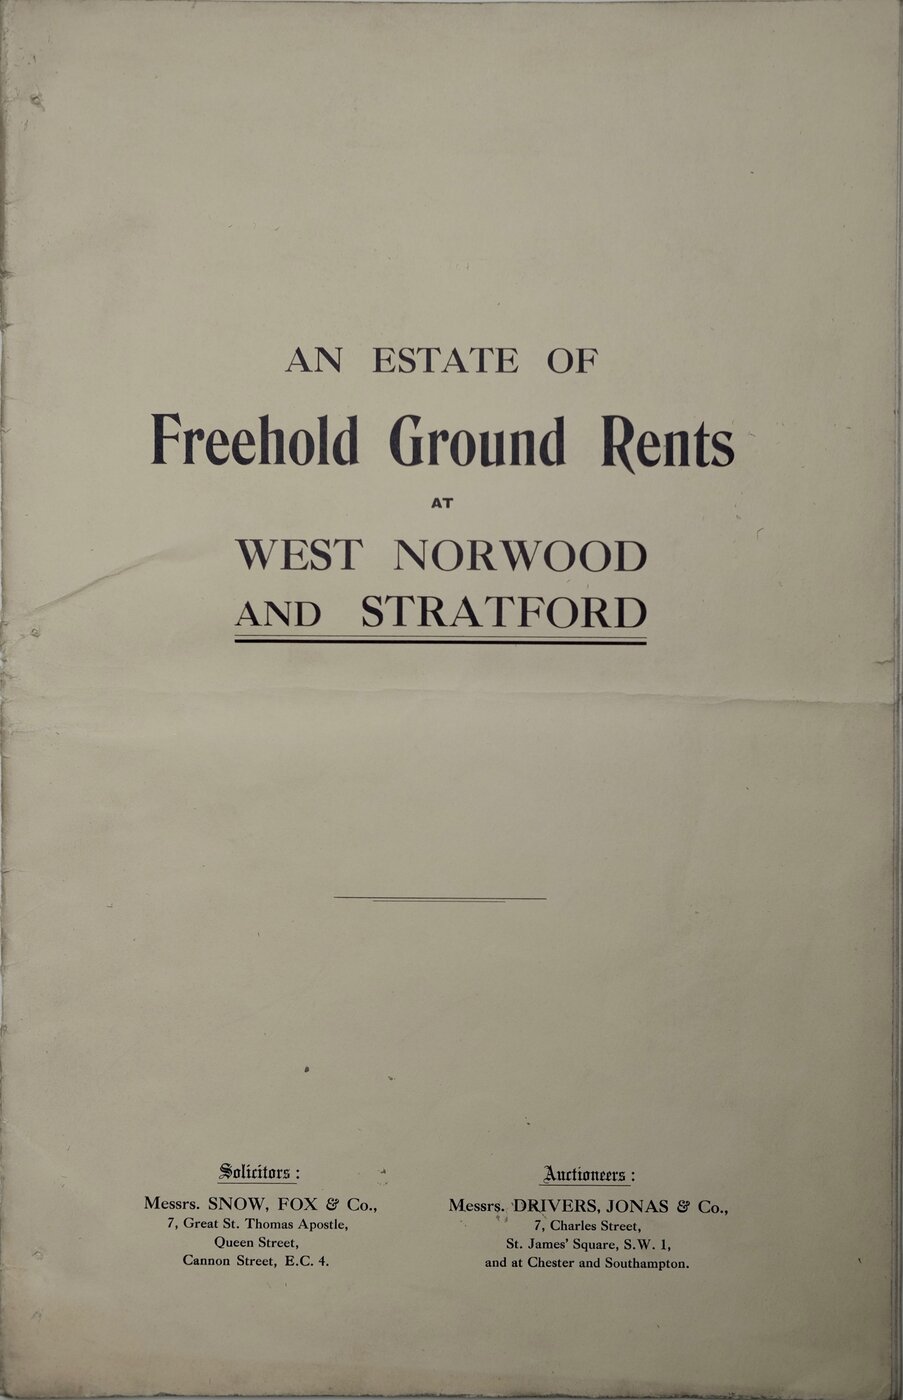 AN ESTATE OF
Freehold Ground Rents
AT
WEST NORWOOD
AND STRATFORD
Solicitors :
Messrs. SNOW, FOX & Co.,
7, Great St. Thomas Apostle,
Queen Street,
Cannon Street, E.C. 4.
Auctioneers :
Messrs. DRIVERS, JONAS & Co.,
7, Charles Street,
St. James' Square, S.W. 1,
and at Chester and Southampton.